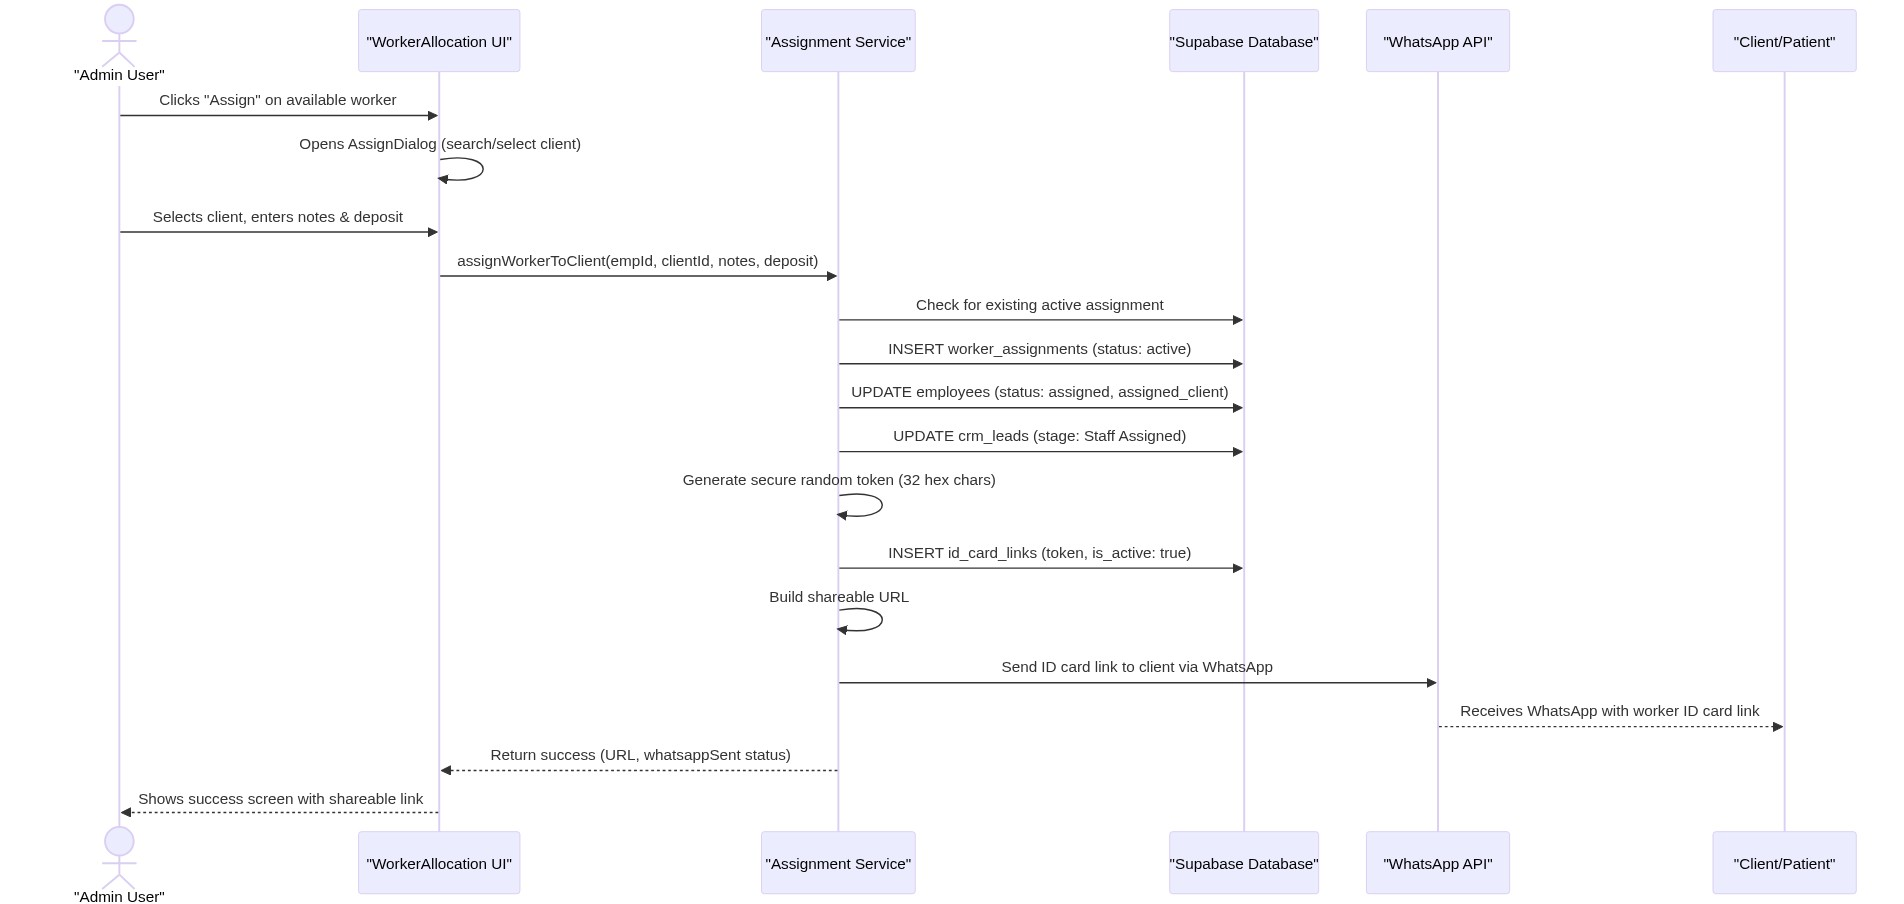 "Admin User"
"WorkerAllocation UI"
"Assignment Service"
"Supabase Database"
"WhatsApp API"
"Client/Patient"
Clicks "Assign" on available worker
Opens AssignDialog (search/select client)
Selects client, enters notes & deposit
assignWorkerToClient(empId, clientId, notes, deposit)
Check for existing active assignment
INSERT worker_assignments (status: active)
UPDATE employees (status: assigned, assigned_client)
UPDATE crm_leads (stage: Staff Assigned)
Generate secure random token (32 hex chars)
INSERT id_card_links (token, is_active: true)
Build shareable URL
Send ID card link to client via WhatsApp
Receives WhatsApp with worker ID card link
Return success (URL, whatsappSent status)
Shows success screen with shareable link
"Admin User"
"WorkerAllocation UI"
"Assignment Service"
"Supabase Database"
"WhatsApp API"
"Client/Patient"